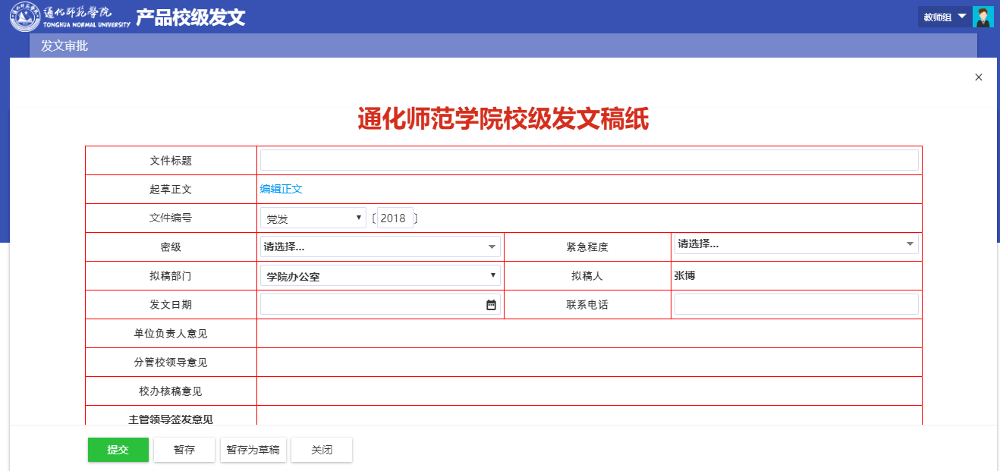 通化师范學院
TONGHUA NORMAL UNIVERSITY
产品校级发文
教师组
发文审批
×
通化师范学院校级发文稿纸
文件标题
起草正文 编辑正文
文件编号 党发 〔 2018 〕
密级 请选择... 紧急程度 请选择...
拟稿部门 学院办公室 拟稿人 张博
发文日期 联系电话
单位负责人意见
分管校领导意见
校办核稿意见
主管领导签发意见
提交 暂存 暂存为草稿 关闭